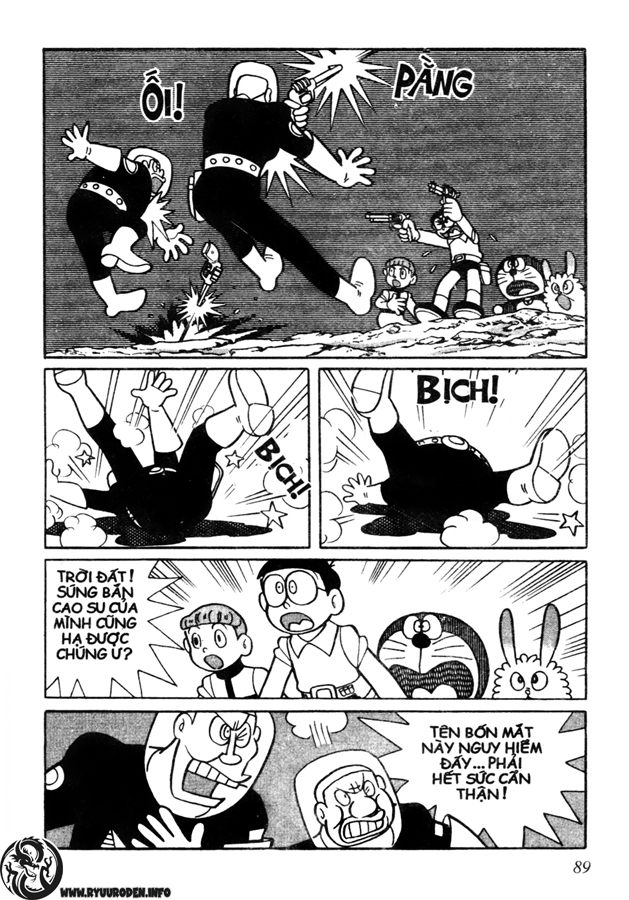 ỐI!
PẰNG
BỊCH!
BỊCH!
TRỜI ĐẤT!
SÚNG BẮN
CAO SU CỦA
MÌNH CŨNG
HẠ ĐƯỢC
CHÚNG Ư?
TÊN BỐN MẮT
NÀY NGUY HIỂM
ĐẤY... PHẢI
HẾT SỨC CẨN
THẬN!
WWW.RYUURODEN.INFO
89